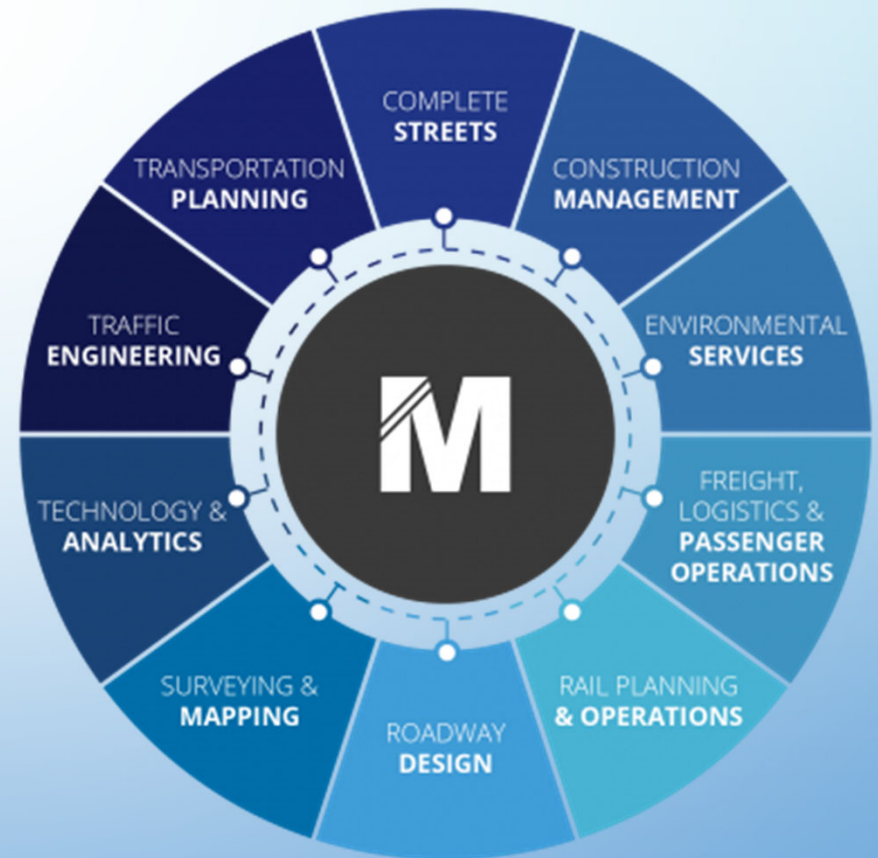 COMPLETE
STREETS
CONSTRUCTION
MANAGEMENT
ENVIRONMENTAL
SERVICES
FREIGHT,
LOGISTICS &
PASSENGER
OPERATIONS
RAIL PLANNING
& OPERATIONS
ROADWAY
DESIGN
SURVEYING &
MAPPING
TECHNOLOGY &
ANALYTICS
TRAFFIC
ENGINEERING
TRANSPORTATION
PLANNING
M